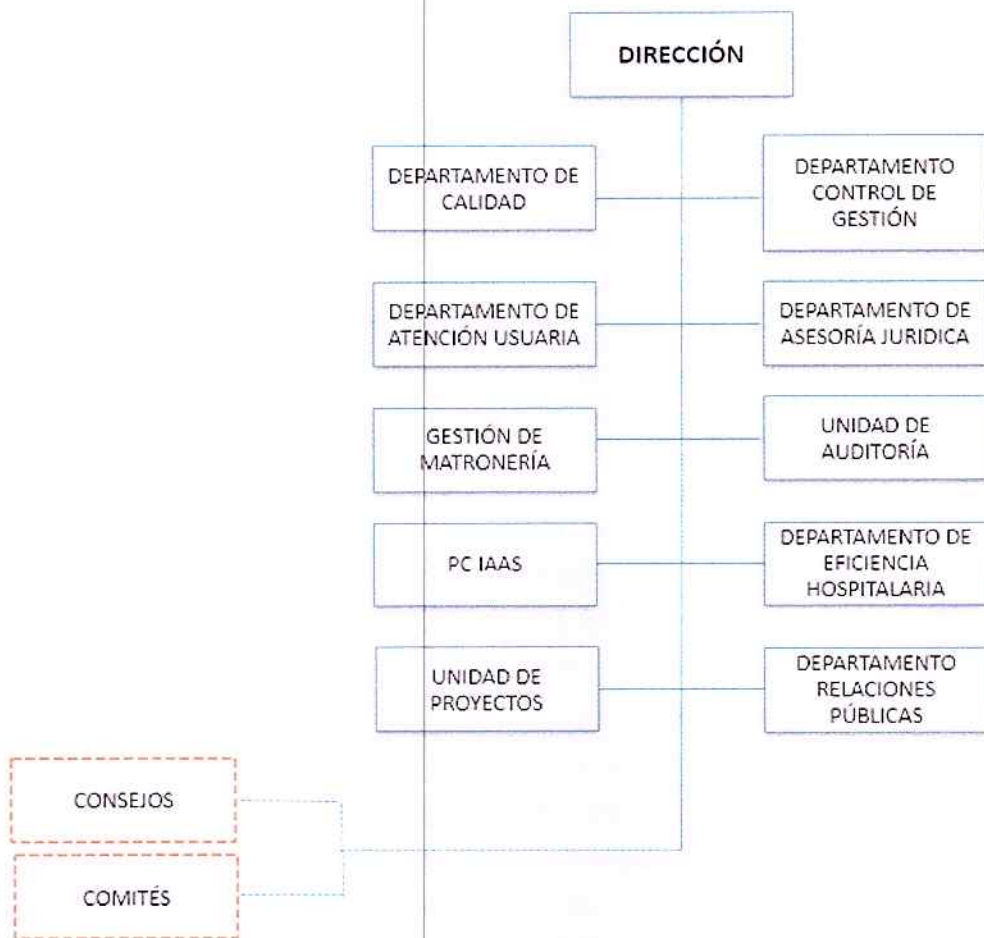 DIRECCIÓN
DEPARTAMENTO DE
CALIDAD
DEPARTAMENTO
CONTROL DE
GESTIÓN
DEPARTAMENTO DE
ATENCIÓN USUARIA
DEPARTAMENTO DE
ASESORÍA JURIDICA
GESTIÓN DE
MATRONERÍA
UNIDAD DE
AUDITORÍA
PC IAAS
DEPARTAMENTO DE
EFICIENCIA
HOSPITALARIA
UNIDAD DE
PROYECTOS
DEPARTAMENTO
RELACIONES
PÚBLICAS
CONSEJOS
COMITÉS